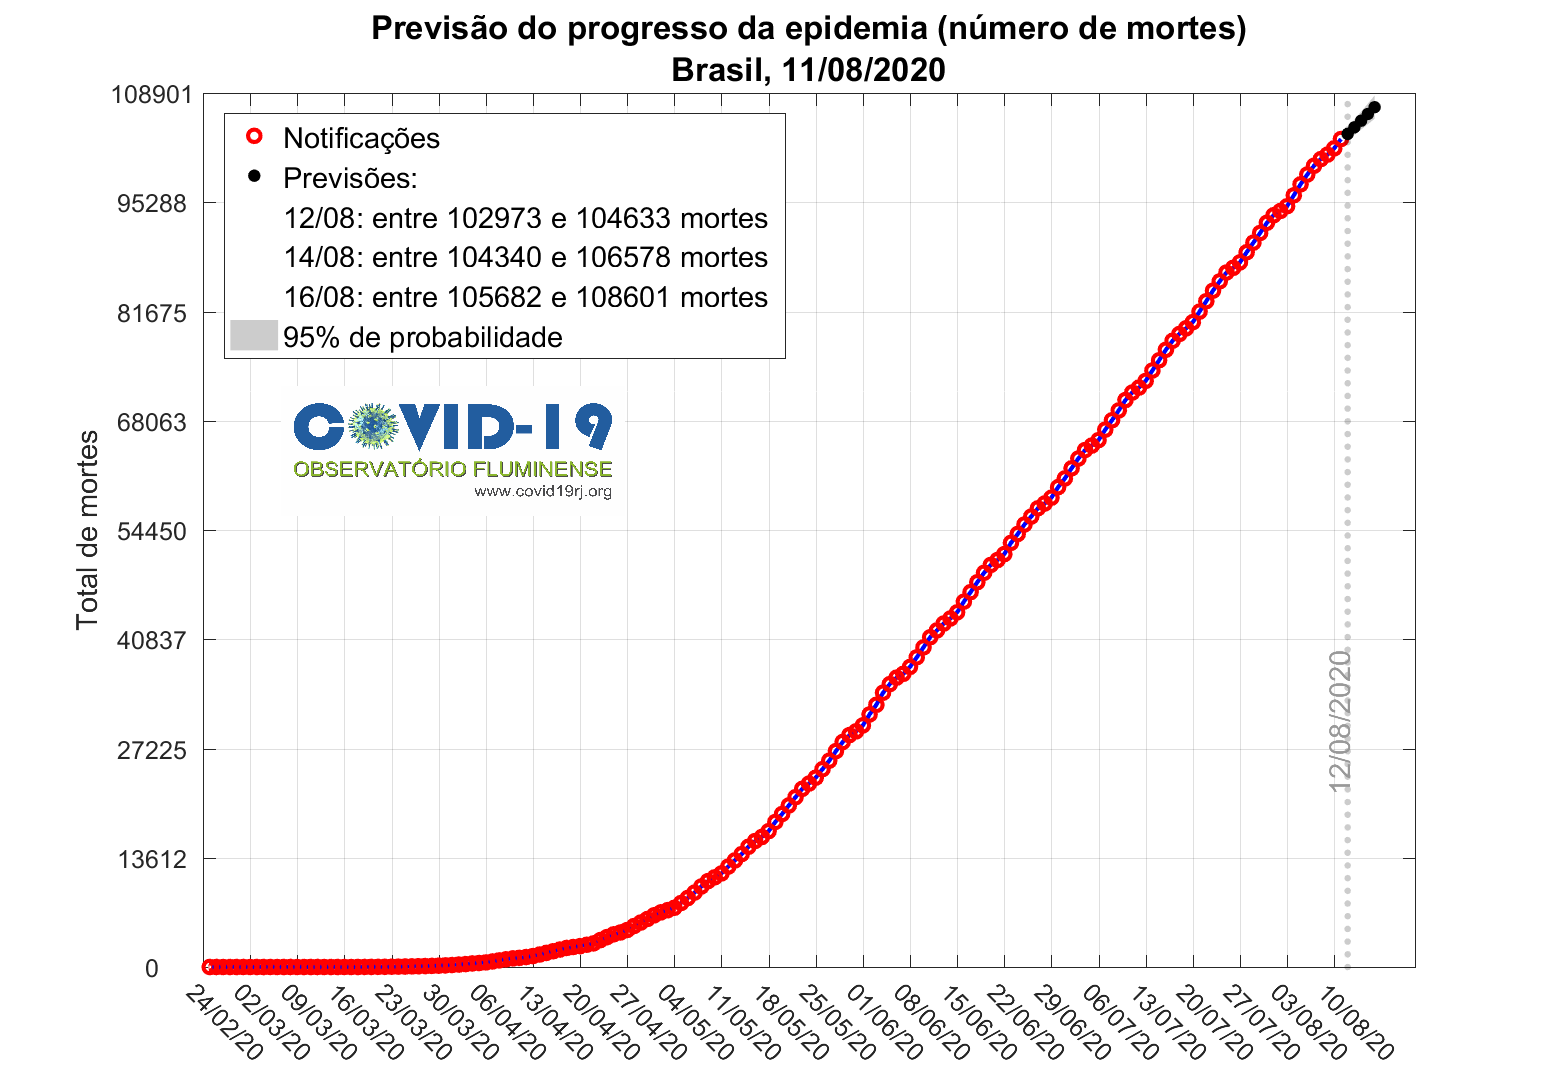 Previsão do progresso da epidemia (número de mortes)
Brasil, 11/08/2020
108901
95288
81675
68063
54450
40837
27225
13612
0
Total de mortes
Notificações
Previsões:
12/08: entre 102973 e 104633 mortes
14/08: entre 104340 e 106578 mortes
16/08: entre 105682 e 108601 mortes
95% de probabilidade
COVID-19
OBSERVATÓRIO FLUMINENSE
www.covid19rj.org
12/08/2020
24/02/20
02/03/20
09/03/20
16/03/20
23/03/20
30/03/20
06/04/20
13/04/20
20/04/20
27/04/20
04/05/20
11/05/20
18/05/20
25/05/20
01/06/20
08/06/20
15/06/20
22/06/20
29/06/20
06/07/20
13/07/20
20/07/20
27/07/20
03/08/20
10/08/20